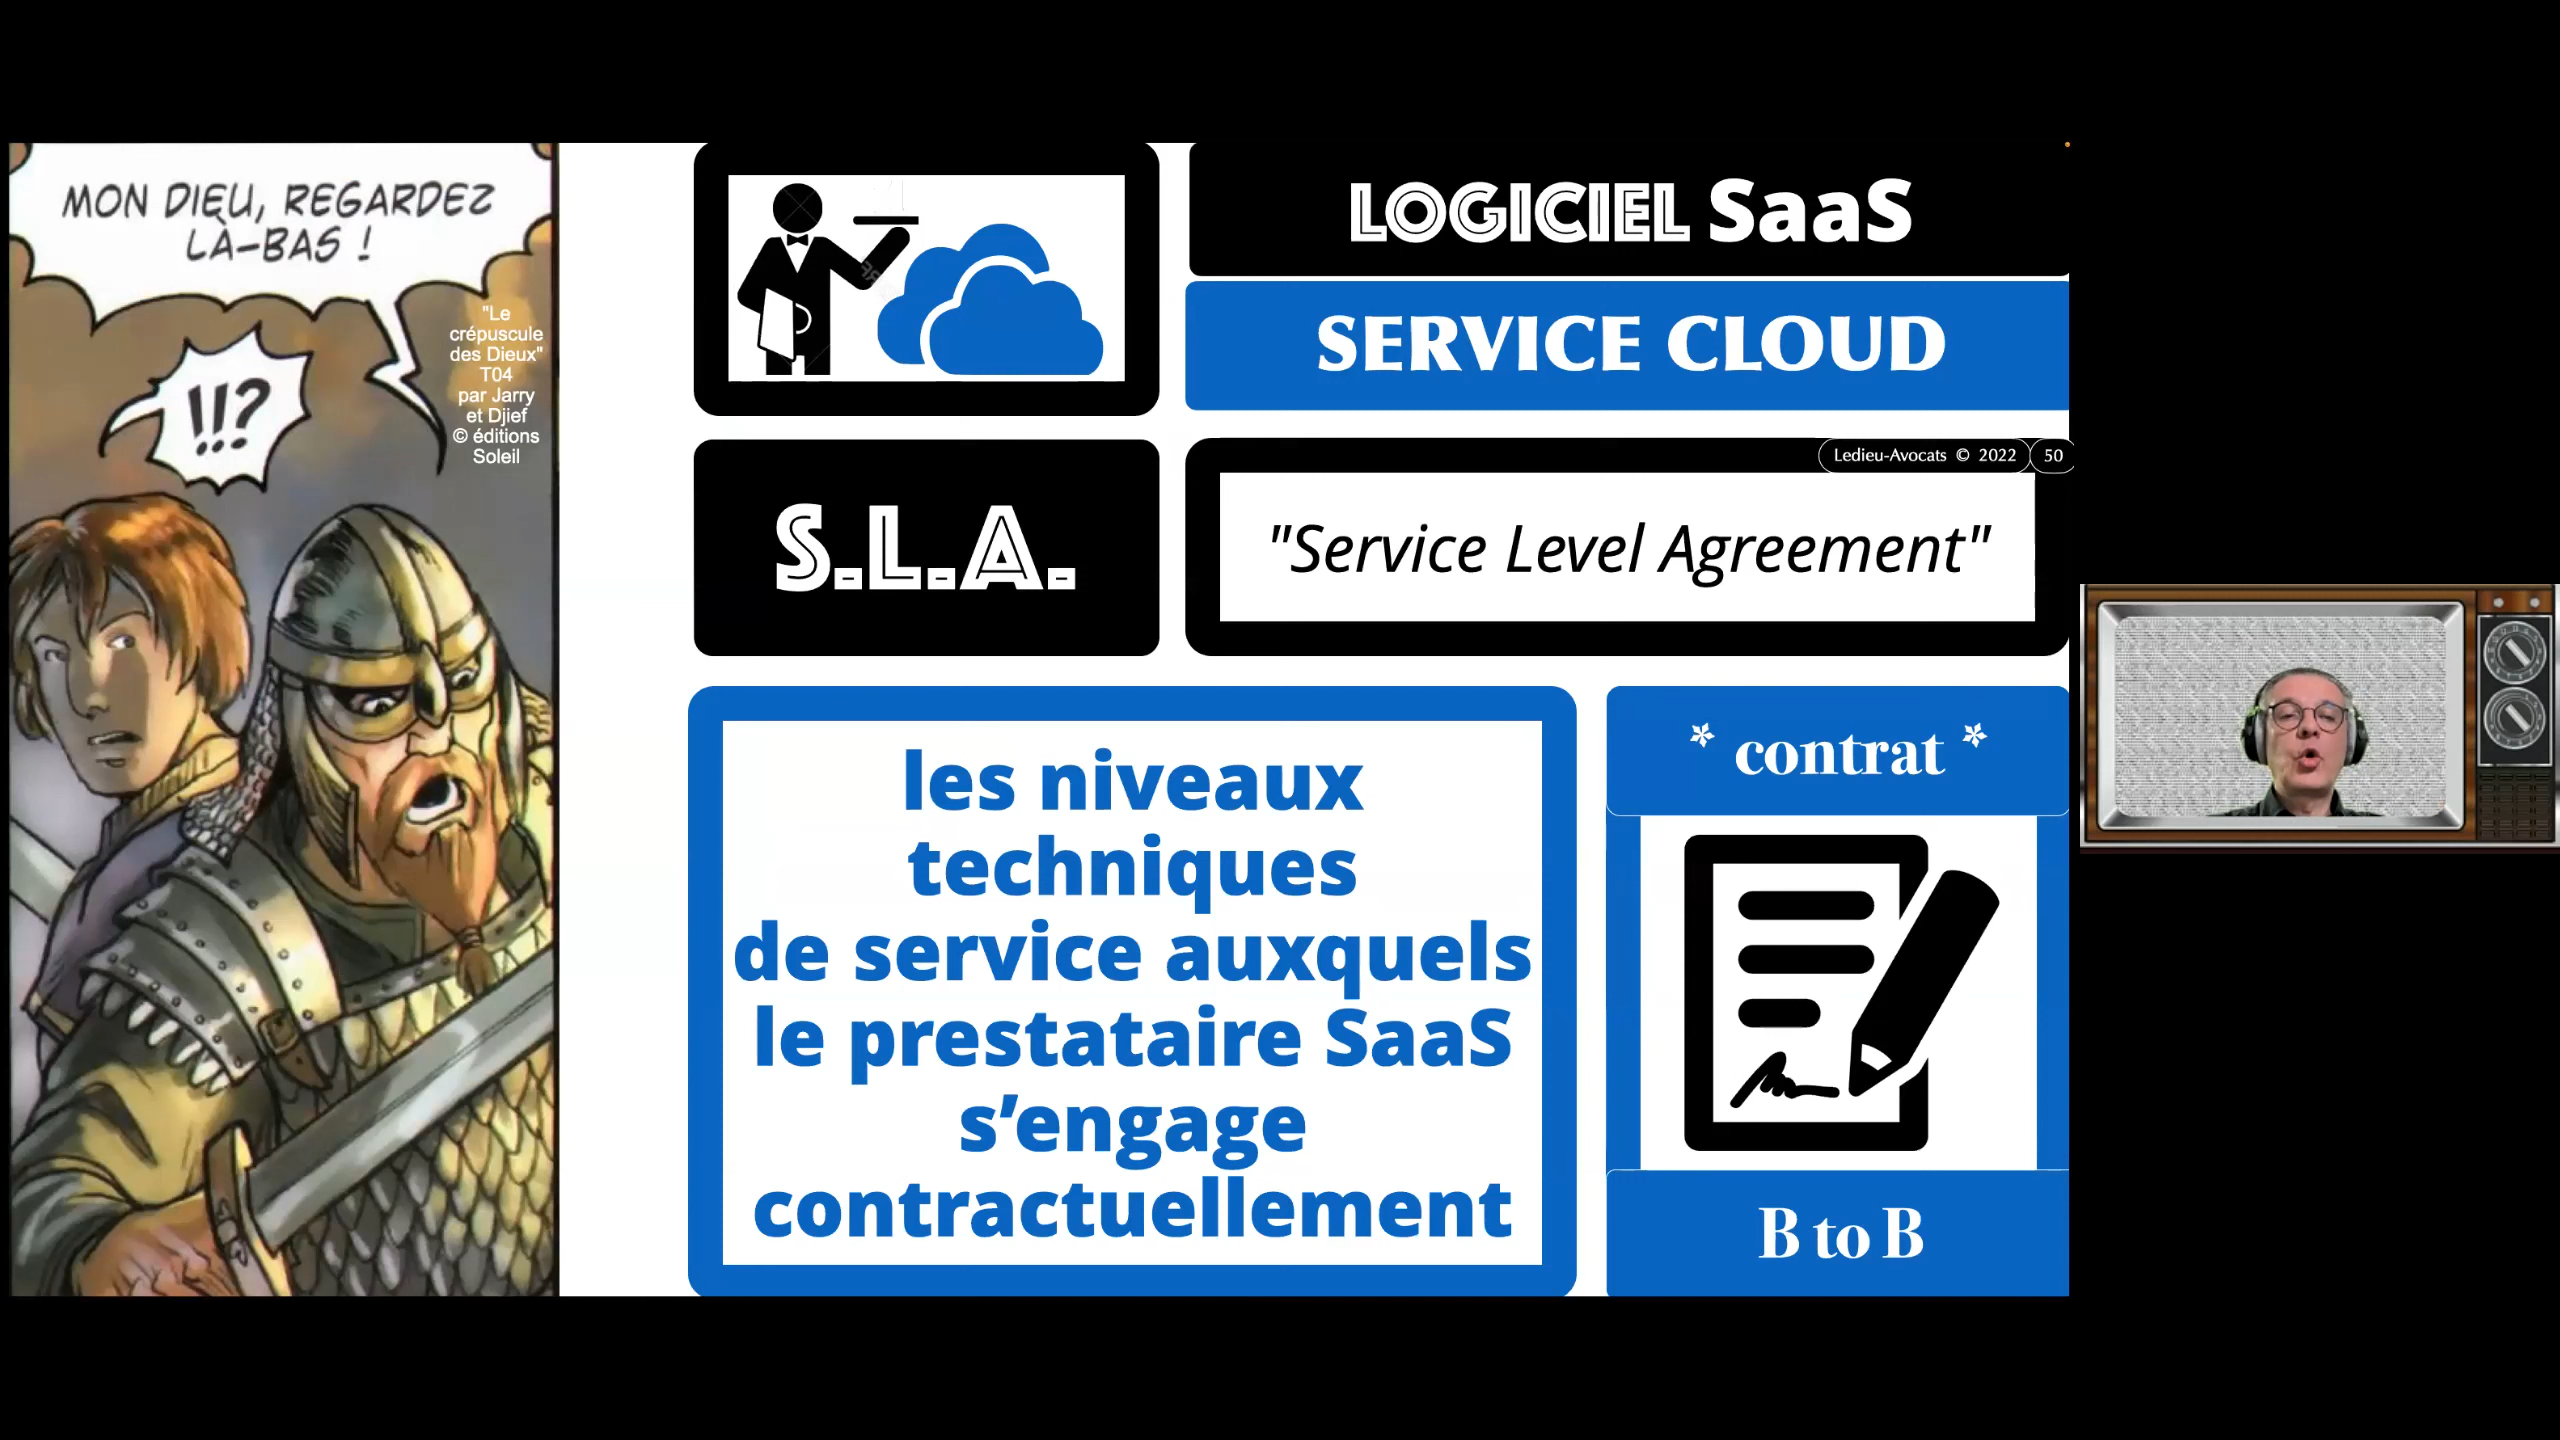 MON DIEU, REGARDEZ
LÀ-BAS !
!!?
"Le
crépuscule
des Dieux"
T04
par Jarry
et Djief
© éditions
Soleil
LOGICIEL SaaS
SERVICE CLOUD
Ledieu-Avocats © 2022 50
S.L.A.
"Service Level Agreement"
les niveaux
techniques
de service auxquels
le prestataire SaaS
s’engage
contractuellement
* contrat *
B to B